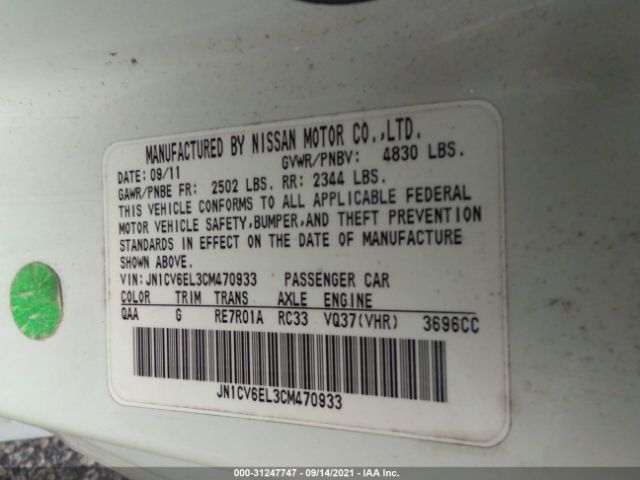 MANUFACTURED BY NISSAN MOTOR CO.,LTD.
DATE: 09/11 GVWR/PNBV: 4830 LBS.
GAWR/PNBE FR: 2502 LBS. RR: 2344 LBS.
THIS VEHICLE CONFORMS TO ALL APPLICABLE FEDERAL
MOTOR VEHICLE SAFETY,BUMPER,AND THEFT PREVENTION
STANDARDS IN EFFECT ON THE DATE OF MANUFACTURE
SHOWN ABOVE.
VIN:JN1CV6EL3CM470933 PASSENGER CAR
COLOR TRIM TRANS AXLE ENGINE
QAA G RE7R01A RC33 VQ37(VHR) 3696CC
JN1CV6EL3CM470933
000-31247747 - 09/14/2021 - IAA Inc.